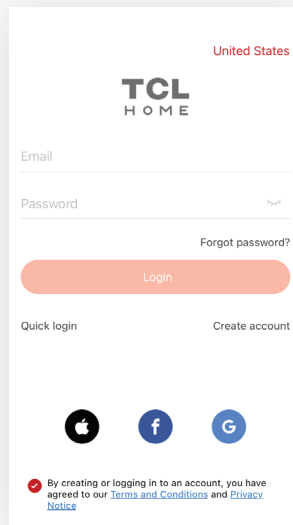 United States
TCL
HOME
Email
Password
Forgot password?
Login
Quick login
Create account
f
G
By creating or logging in to an account, you have
agreed to our Terms and Conditions and Privacy
Notice